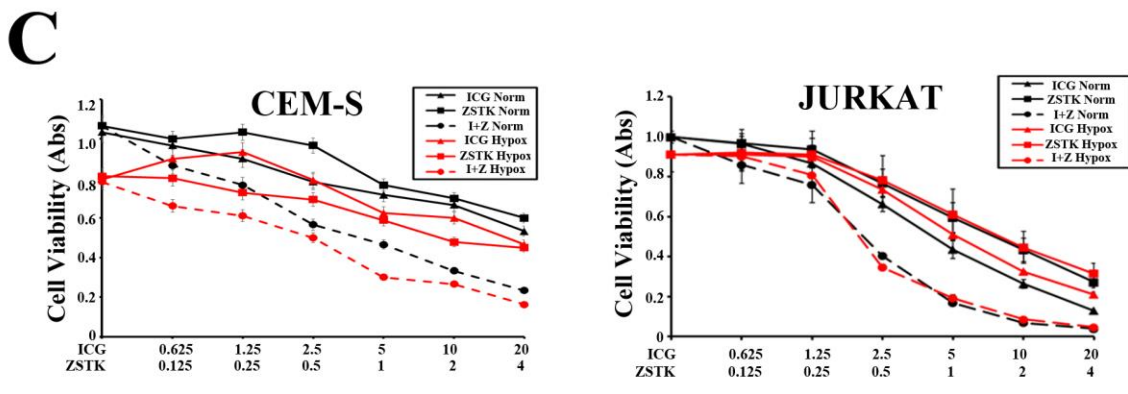 C
CEM-S
ICG Norm
ZSTK Norm
I+Z Norm
ICG Hypox
ZSTK Hypox
I+Z Hypox
Cell Viability (Abs)
1.2
1.0
0.8
0.6
0.4
0.2
0
ICG 0.625 1.25 2.5 5 10 20
ZSTK 0.125 0.25 0.5 1 2 4
JURKAT
ICG Norm
ZSTK Norm
I+Z Norm
ICG Hypox
ZSTK Hypox
I+Z Hypox
Cell Viability (Abs)
1.2
1.0
0.8
0.6
0.4
0.2
0
ICG 0.625 1.25 2.5 5 10 20
ZSTK 0.125 0.25 0.5 1 2 4